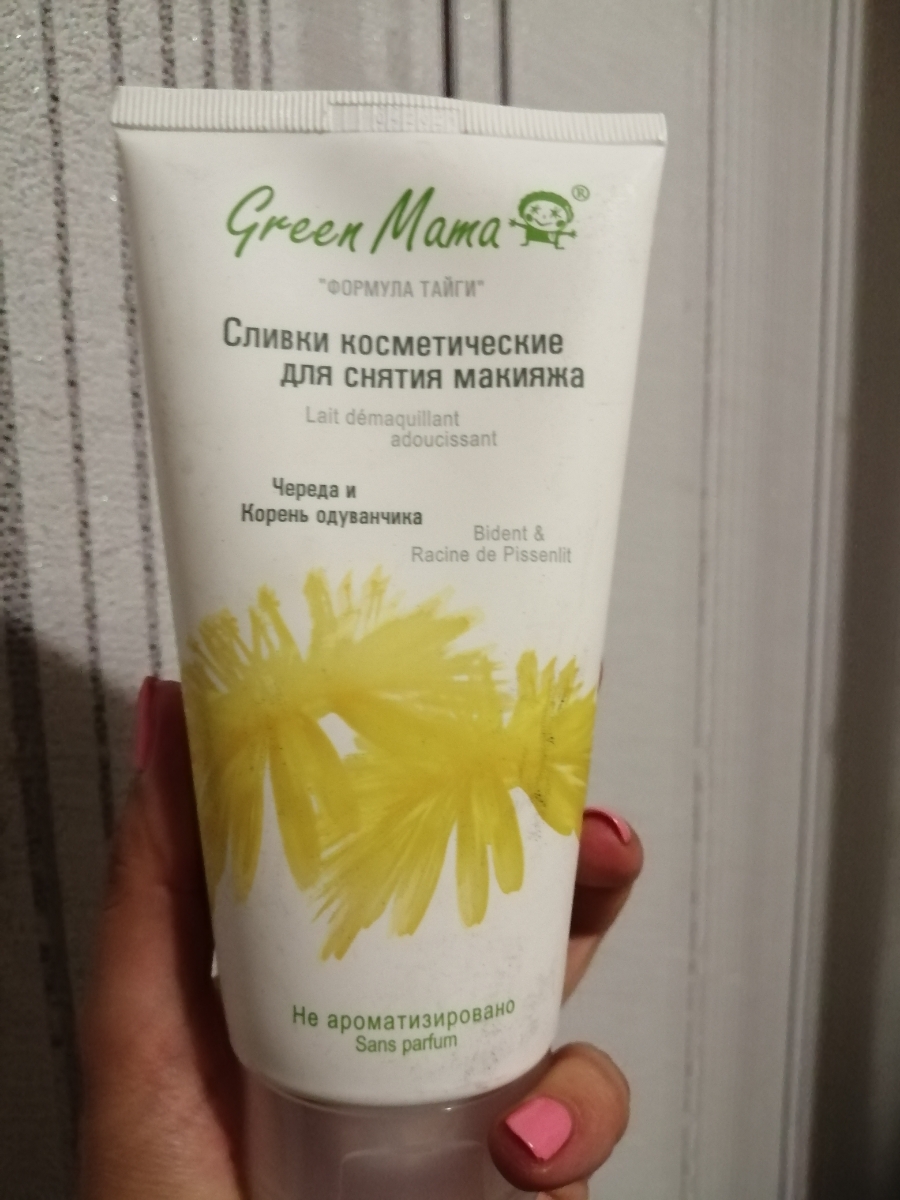 Green Mama ®
"ФОРМУЛА ТАЙГИ"
Сливки косметические
для снятия макияжа
Lait démaquillant
adoucissant
Череда и
Корень одуванчика
Bident &
Racine de Pissenlit
Не ароматизировано
Sans parfum